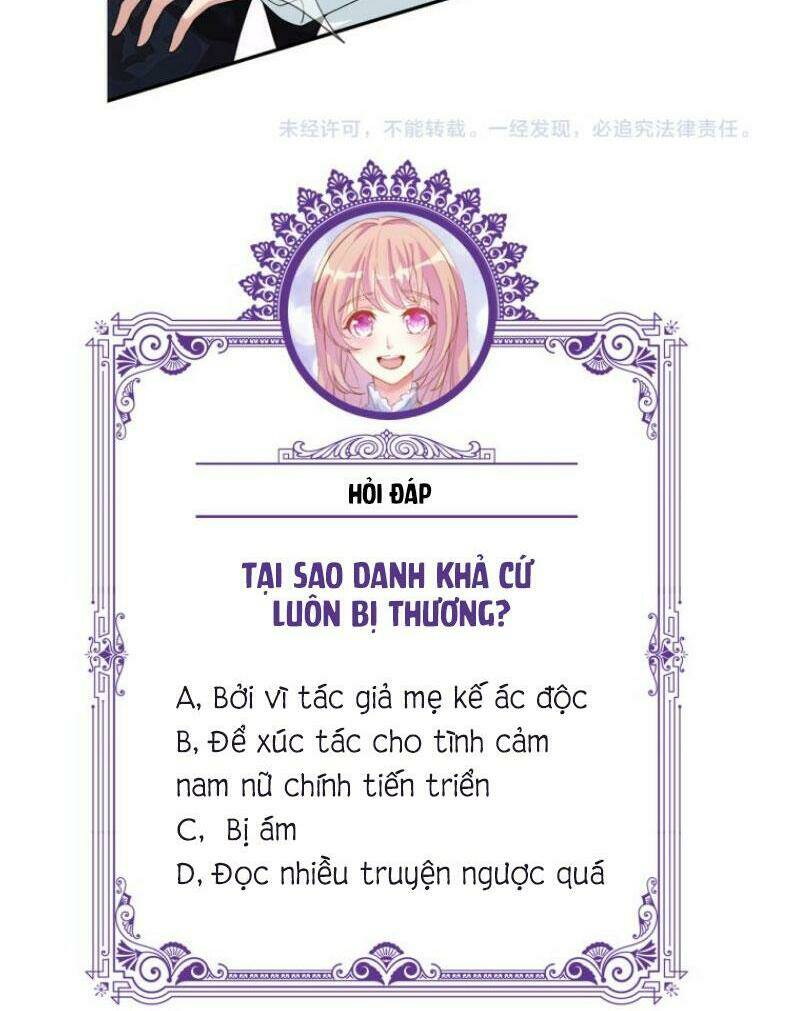 未经许可，不能转载。一经发现，必追究法律责任。
HỎI ĐÁP
TẠI SAO DANH KHẢ CỨ
LUÔN BỊ THƯƠNG?
A, Bởi vì tác giả mẹ kế ác độc
B, Để xúc tác cho tình cảm
nam nữ chính tiến triển
C, Bị ám
D, Đọc nhiều truyện ngược quá